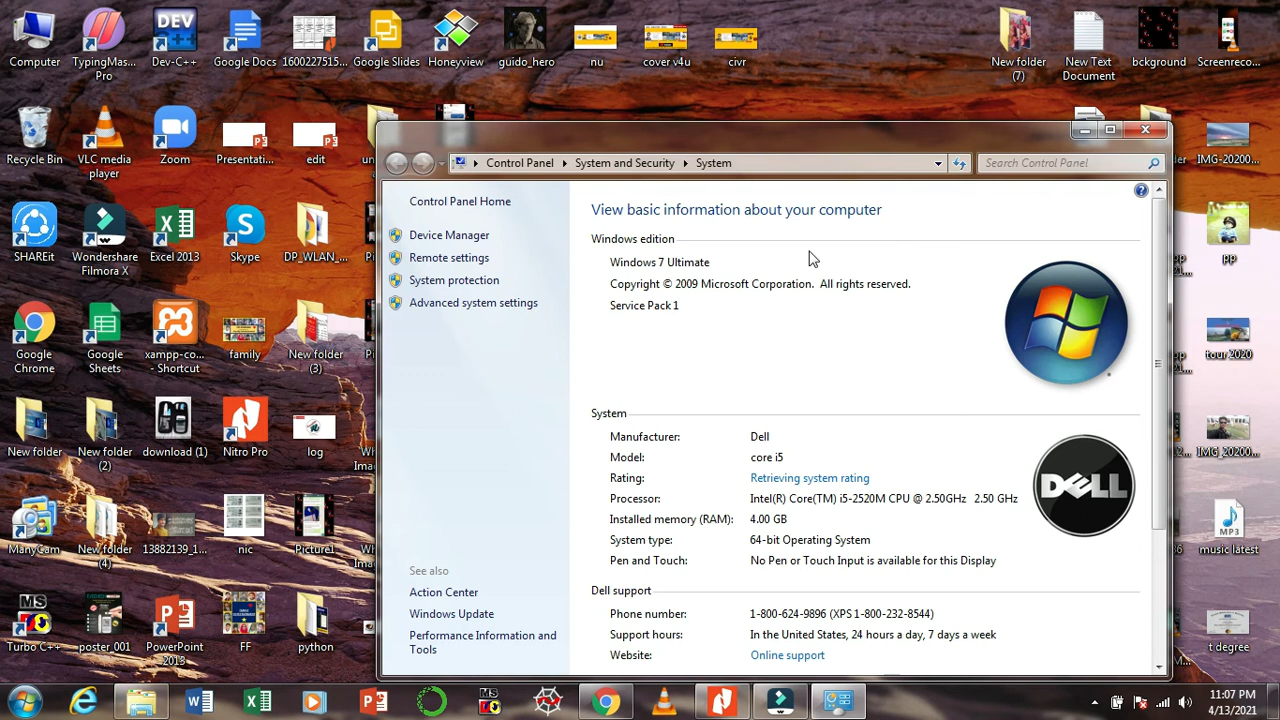 Computer
TypingMas...
Pro
DEV
C++
Dev-C++
Google Docs
1600227515...
Google Slides
Honeyview
guido_hero
nu
cover v4u
civr
New folder
(7)
New Text
Document
bckground
Screenreco...
Recycle Bin
VLC media
player
Zoom
Presentati...
edit
IMG-20200...
Control Panel
System and Security
System
Search Control Panel
Control Panel Home
Device Manager
Remote settings
System protection
Advanced system settings
See also
Action Center
Windows Update
Performance Information and
Tools
View basic information about your computer
Windows edition
Windows 7 Ultimate
Copyright © 2009 Microsoft Corporation. All rights reserved.
Service Pack 1
System
Manufacturer: Dell
Model: core i5
Rating: Retrieving system rating
Processor: Intel(R) Core(TM) i5-2520M CPU @ 2.50GHz 2.50 GHz
Installed memory (RAM): 4.00 GB
System type: 64-bit Operating System
Pen and Touch: No Pen or Touch Input is available for this Display
DELL
Dell support
Phone number: 1-800-624-9896 (XPS 1-800-232-8544)
Support hours: In the United States, 24 hours a day, 7 days a week
Website: Online support
SHAREit
Wondershare
Filmora X
Excel 2013
Skype
DP_WLAN_...
pp
Google
Chrome
Google
Sheets
xampp-co...
- Shortcut
family
New folder
(3)
tour 2020
New folder
New folder
(2)
download (1)
Nitro Pro
log
IMG_20200...
ManyCam
New folder
(4)
13882139_1...
nic
Picture1
MP3
music latest
MS
Turbo C++
poster_001
PowerPoint
2013
FF
python
t degree
MS
11:07 PM
4/13/2021